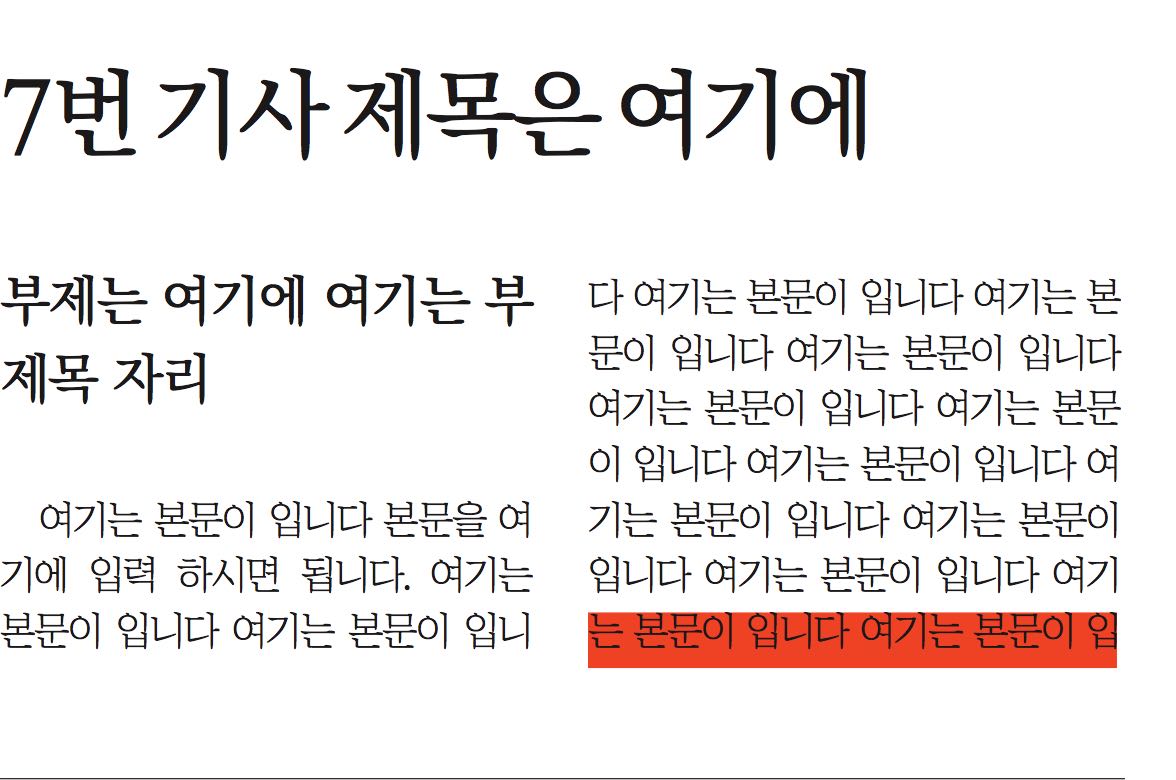 7번 기사 제목은 여기에
부제는 여기에 여기는 부
제목 자리
여기는 본문이 입니다 본문을 여
기에 입력 하시면 됩니다. 여기는
본문이 입니다 여기는 본문이 입니
다 여기는 본문이 입니다 여기는 본
문이 입니다 여기는 본문이 입니다
여기는 본문이 입니다 여기는 본문
이 입니다 여기는 본문이 입니다 여
기는 본문이 입니다 여기는 본문이
입니다 여기는 본문이 입니다 여기
는 본문이 입니다 여기는 본문이 입